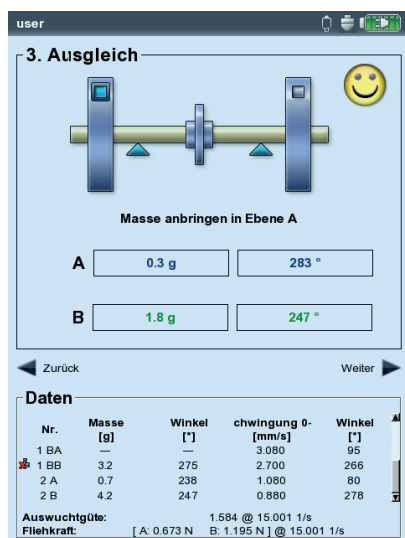 user
3. Ausgleich
Masse anbringen in Ebene A
A 0.3 g 283 °
B 1.8 g 247 °
Zurück Weiter
Daten
Nr. Masse [g] Winkel [°] chwingung 0- [mm/s] Winkel [°]
1 BA — — 3.080 95
1 BB 3.2 275 2.700 266
2 A 0.7 238 1.080 80
2 B 4.2 247 0.880 278
Auswuchtgüte: 1.584 @ 15.001 1/s
Fliehkraft: [ A: 0.673 N B: 1.195 N ] @ 15.001 1/s